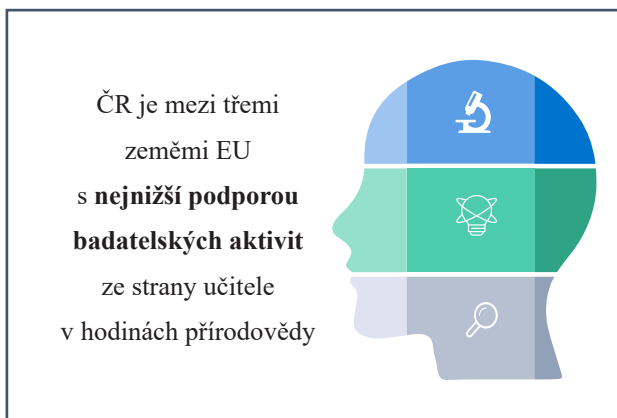 ČR je mezi třemi
zeměmi EU
s nejnižší podporou
badatelských aktivit
ze strany učitele
v hodinách přírodovědy